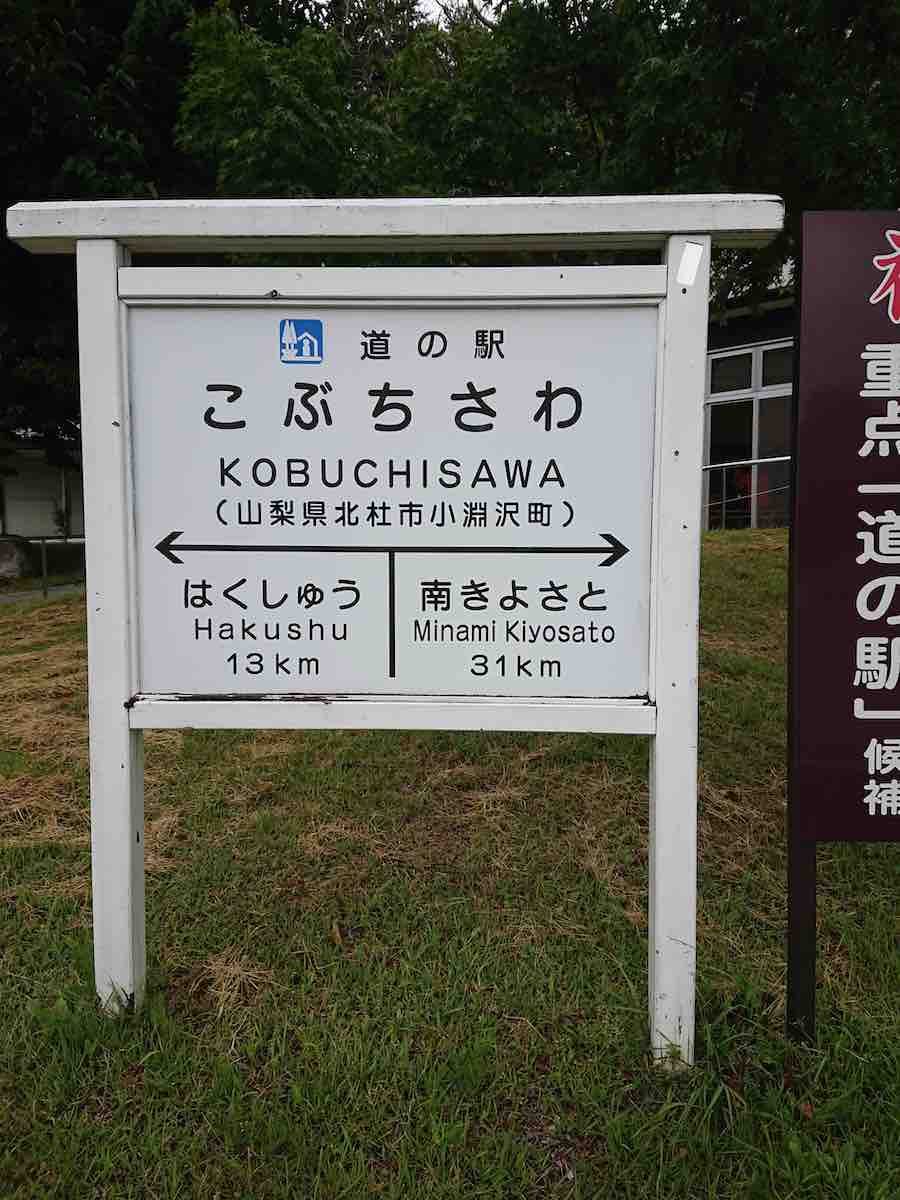 道の駅
こぶちさわ
KOBUCHISAWA
(山梨県北杜市小淵沢町)
はくしゅう
Hakushu
13km
南きよさと
Minami Kiyosato
31km
重点「道の駅」候補